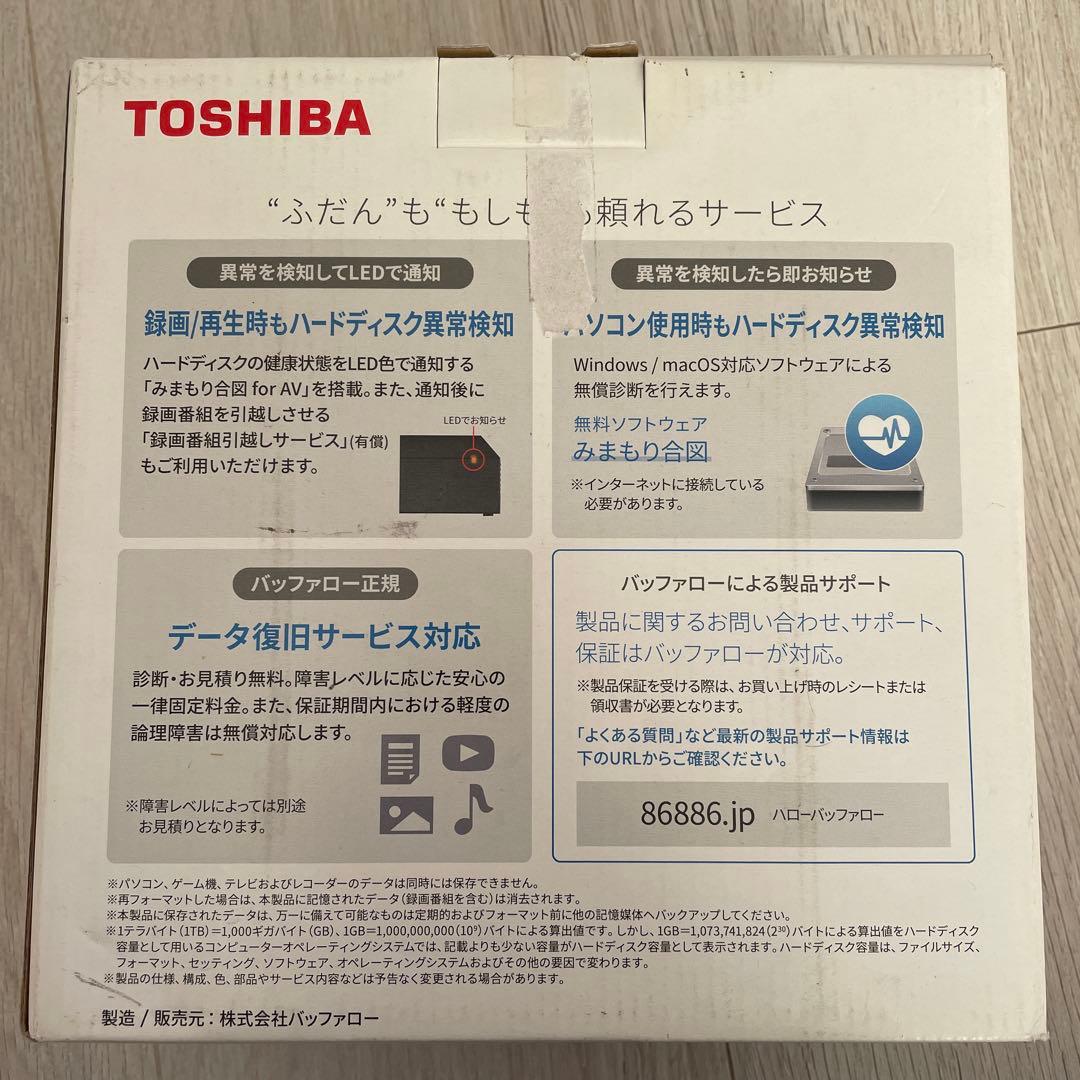 TOSHIBA
“ふだん”も“もしも 頼れるサービス
異常を検知してLEDで通知
録画/再生時もハードディスク異常検知
ハードディスクの健康状態をLED色で通知する
「みまもり合図 for AV」を搭載。また、通知後に
録画番組を引越しさせる
「録画番組引越しサービス」(有償)
もご利用いただけます。
LEDでお知らせ
異常を検知したら即お知らせ
パソコン使用時もハードディスク異常検知
Windows / macOS対応ソフトウェアによる
無償診断を行えます。
無料ソフトウェア
みまもり合図
※インターネットに接続している
必要があります。
バッファロー正規
データ復旧サービス対応
診断・お見積り無料。障害レベルに応じた安心の
一律固定料金。また、保証期間内における軽度の
論理障害は無償対応します。
※障害レベルによっては別途
お見積りとなります。
バッファローによる製品サポート
製品に関するお問い合わせ、サポート、
保証はバッファローが対応。
※製品保証を受ける際は、お買い上げ時のレシートまたは
領収書が必要となります。
「よくある質問」など最新の製品サポート情報は
下のURLからご確認ください。
86886.jp ハローバッファロー
※パソコン、ゲーム機、テレビおよびレコーダーのデータは同時には保存できません。
※再フォーマットした場合は、本製品に記憶されたデータ(録画番組を含む)は消去されます。
※本製品に保存されたデータは、万一に備えて可能なものは定期的およびフォーマット前に他の記憶媒体へバックアップしてください。
※1テラバイト(1TB)=1,000ギガバイト(GB)、1GB=1,000,000,000(10⁹)バイトによる算出値です。しかし、1GB=1,073,741,824(2³⁰)バイトによる算出値をハードディスク
容量として用いるコンピューターオペレーティングシステムでは、記載よりも少ない容量がハードディスク容量として表示されます。ハードディスク容量は、ファイルサイズ、
フォーマット、セッティング、ソフトウェア、オペレーティングシステムおよびその他の要因で変わります。
※製品の仕様、構成、色、部品やサービス内容などは予告なく変更される場合があります。
製造 / 販売元:株式会社バッファロー